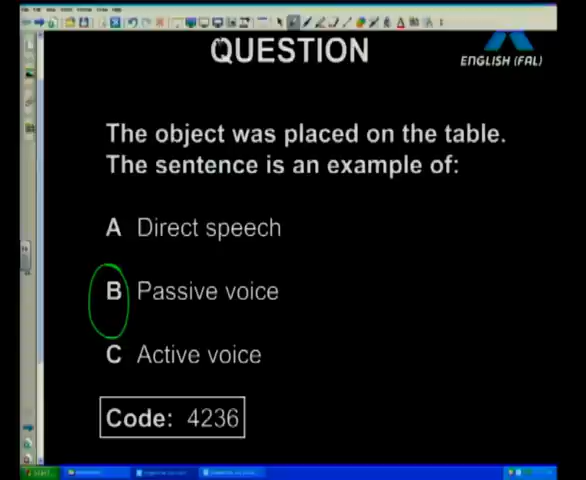 QUESTION
ENGLISH (FAL)
The object was placed on the table.
The sentence is an example of:
A Direct speech
B Passive voice
C Active voice
Code: 4236